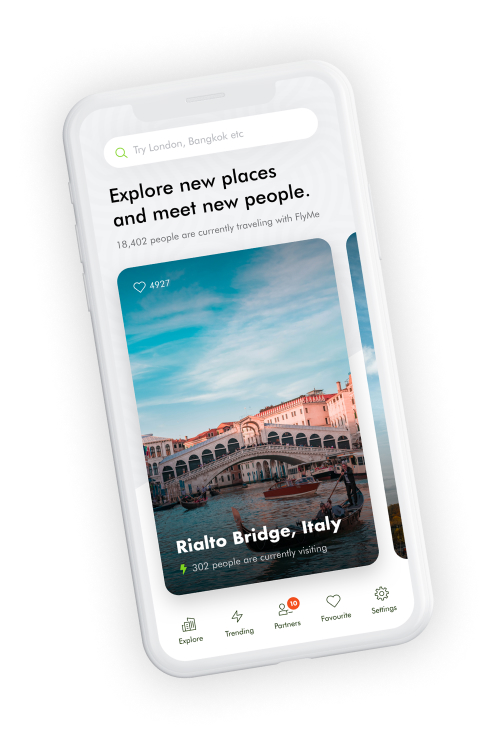 Try London, Bangkok etc
Explore new places
and meet new people.
18,402 people are currently traveling with FlyMe
4927
Rialto Bridge, Italy
302 people are currently visiting
10
Explore
Trending
Partners
Favourite
Settings